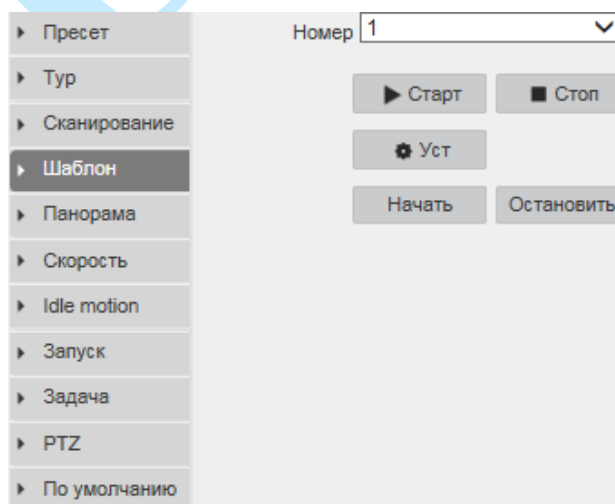 Пресет
Тур
Сканирование
Шаблон
Панорама
Скорость
Idle motion
Запуск
Задача
PTZ
По умолчанию
Номер 1
Старт Стоп
Уст
Начать Остановить